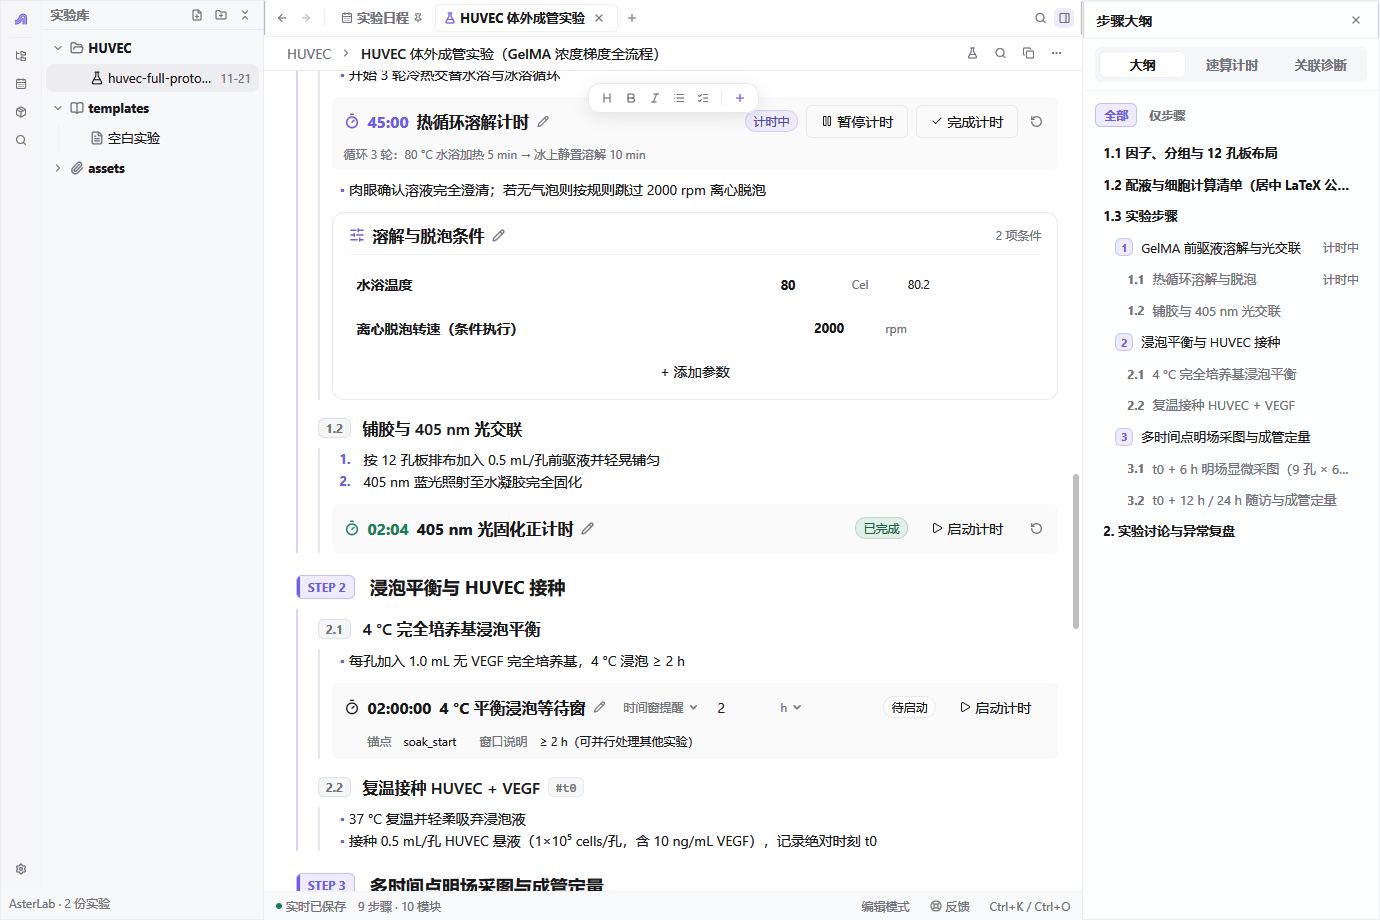 实验库
HUVEC
huvec-full-proto... 11-21
templates
空白实验
assets
AsterLab · 2 份实验
实验日程
HUVEC 体外成管实验
HUVEC > HUVEC 体外成管实验（GelMA 浓度梯度全流程）
• 开始 3 轮冷热交替水浴与冰浴循环
H B I
45:00 热循环溶解计时 计时中 暂停计时 完成计时
循环 3 轮：80 °C 水浴加热 5 min → 冰上静置溶解 10 min
• 肉眼确认溶液完全澄清；若无气泡则按规则跳过 2000 rpm 离心脱泡
溶解与脱泡条件 2 项条件
水浴温度 80 Cel 80.2
离心脱泡转速（条件执行） 2000 rpm
+ 添加参数
1.2 铺胶与 405 nm 光交联
1. 按 12 孔板排布加入 0.5 mL/孔前驱液并轻晃铺匀
2. 405 nm 蓝光照射至水凝胶完全固化
02:04 405 nm 光固化正计时 已完成 启动计时
STEP 2 浸泡平衡与 HUVEC 接种
2.1 4 °C 完全培养基浸泡平衡
• 每孔加入 1.0 mL 无 VEGF 完全培养基，4 °C 浸泡 ≥ 2 h
02:00:00 4 °C 平衡浸泡等待窗 时间窗提醒 2 h 待启动 启动计时
锚点 soak_start 窗口说明 ≥ 2 h（可并行处理其他实验）
2.2 复温接种 HUVEC + VEGF #t0
• 37 °C 复温并轻柔吸弃浸泡液
• 接种 0.5 mL/孔 HUVEC 悬液（1×10⁵ cells/孔，含 10 ng/mL VEGF），记录绝对时刻 t0
STEP 3 多时间点明场采图与成管定量
实时已保存 9 步骤 · 10 模块 编辑模式 反馈 Ctrl+K / Ctrl+O
步骤大纲
大纲 速算计时 关联诊断
全部 仅步骤
1.1 因子、分组与 12 孔板布局
1.2 配液与细胞计算清单（居中 LaTeX 公...
1.3 实验步骤
1 GelMA 前驱液溶解与光交联 计时中
1.1 热循环溶解与脱泡 计时中
1.2 铺胶与 405 nm 光交联
2 浸泡平衡与 HUVEC 接种
2.1 4 °C 完全培养基浸泡平衡
2.2 复温接种 HUVEC + VEGF
3 多时间点明场采图与成管定量
3.1 t0 + 6 h 明场显微采图（9 孔 × 6...
3.2 t0 + 12 h / 24 h 随访与成管定量
2. 实验讨论与异常复盘